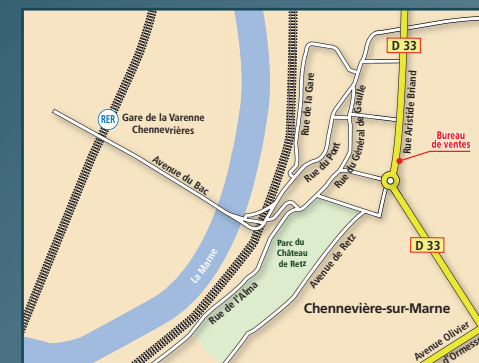 D 33
Rue de la Gare
Rue Aristide Briand
RER
Gare de la Varenne
Chennevrières
Rue du Général de Gaulle
Bureau
de ventes
Avenue du Bac
Rue du Pont
Parc du
Château
de Retz
La Marne
Avenue de Retz
D 33
Rue de l'Alma
Chennevière-sur-Marne
Avenue Olivier
d'Ormesson